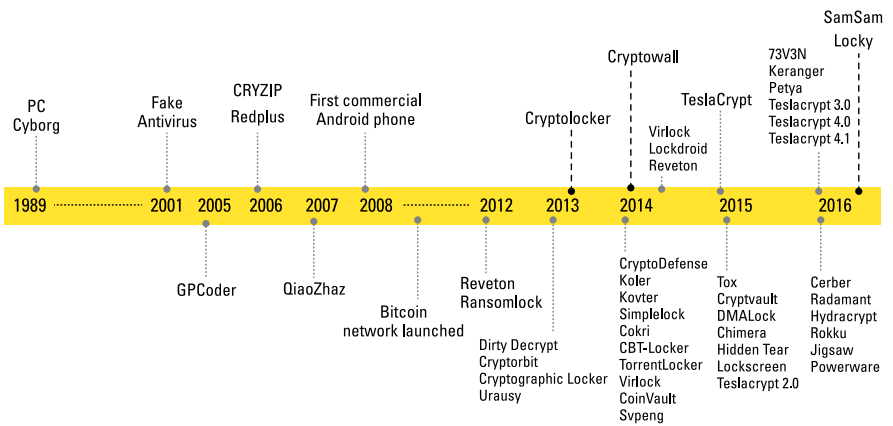 SamSam
Locky
73V3N
Keranger
Petya
Teslacrypt 3.0
Teslacrypt 4.0
Teslacrypt 4.1
Cryptowall
CRYZIP
Redplus
PC
Cyborg
Fake
Antivirus
First commercial
Android phone
Cryptolocker
TeslaCrypt
Virlock
Lockdroid
Reveton
1989 2001 2005 2006 2007 2008 2012 2013 2014 2015 2016
GPCoder
QiaoZhaz
Bitcoin
network launched
Reveton
Ransomlock
Dirty Decrypt
Cryptorbit
Cryptographic Locker
Urausy
CryptoDefense
Koler
Kovter
Simplelock
Cokri
CBT-Locker
TorrentLocker
Virlock
CoinVault
Svpeng
Tox
Cryptvault
DMALock
Chimera
Hidden Tear
Lockscreen
Teslacrypt 2.0
Cerber
Radamant
Hydracrypt
Rokku
Jigsaw
Powerware